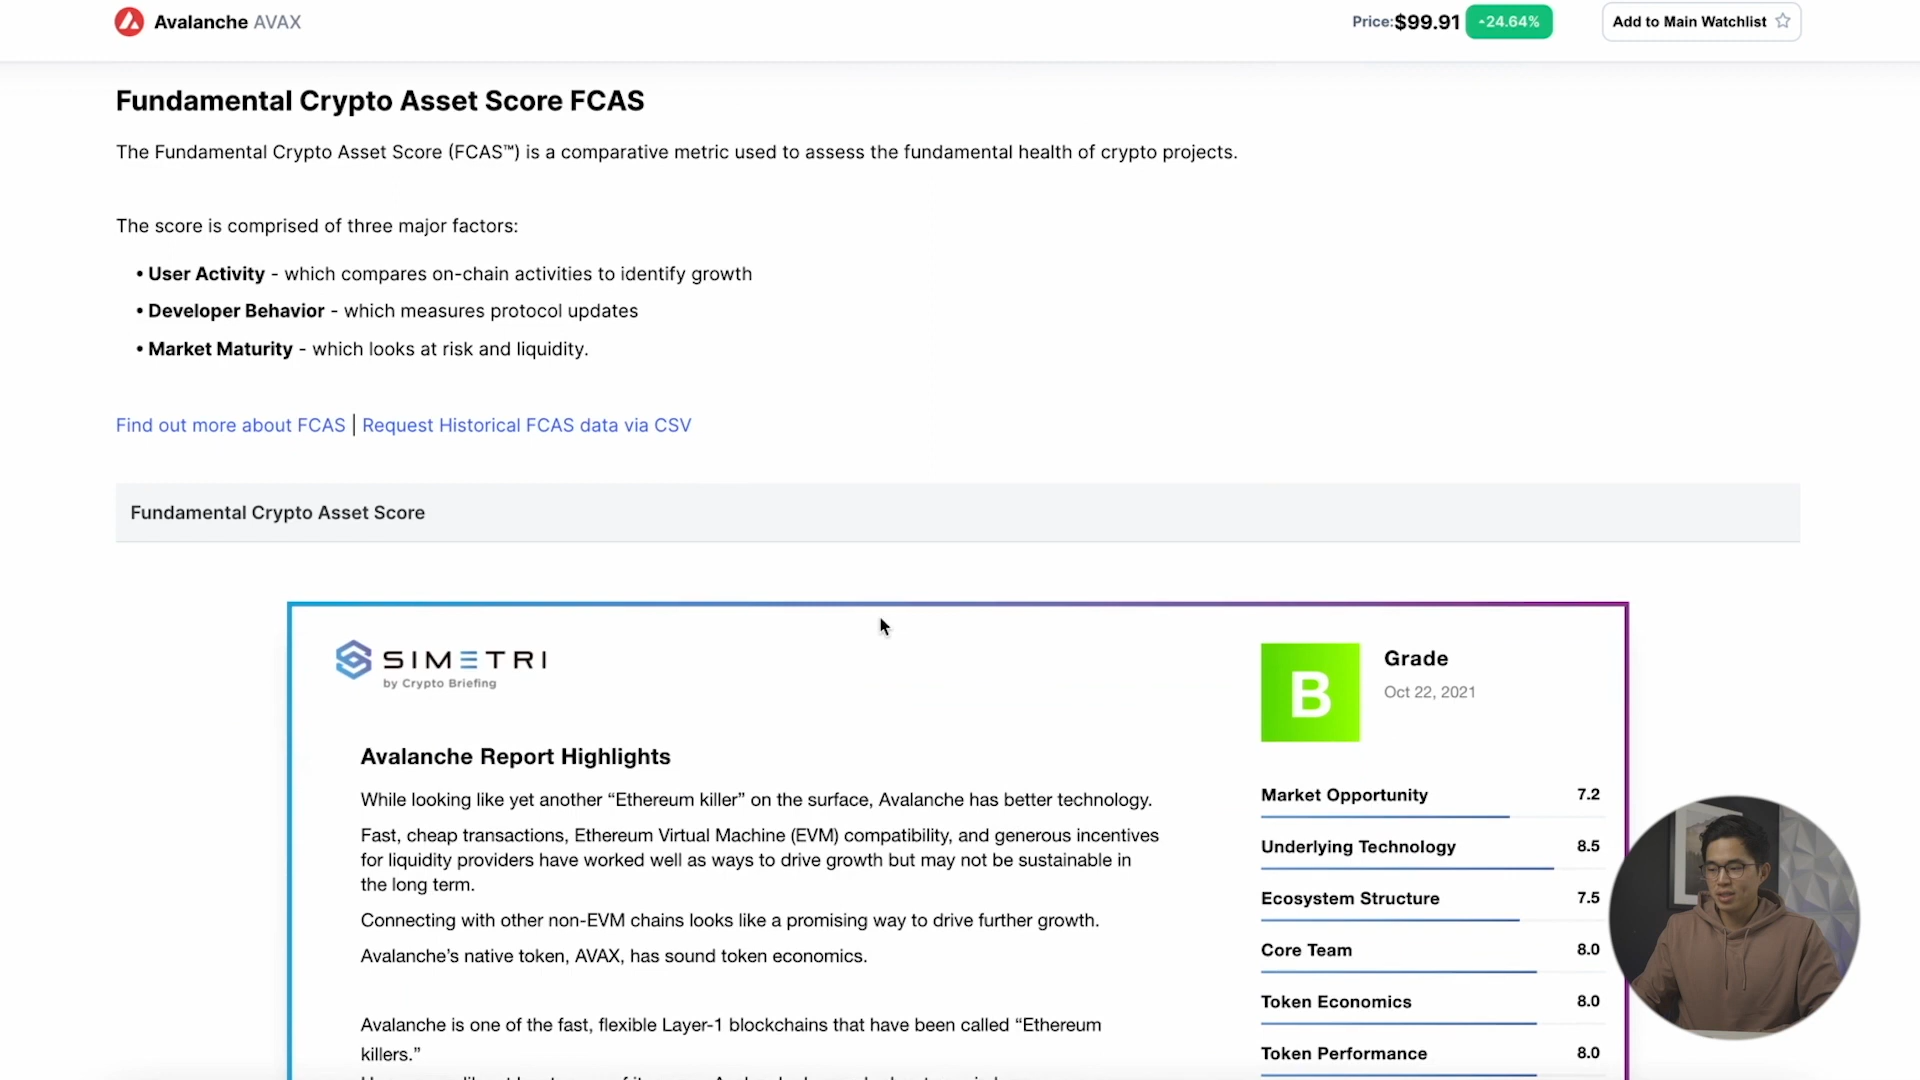 Avalanche AVAX
Price:$99.91 24.64%
Add to Main Watchlist
Fundamental Crypto Asset Score FCAS
The Fundamental Crypto Asset Score (FCAS™) is a comparative metric used to assess the fundamental health of crypto projects.
The score is comprised of three major factors:
• User Activity - which compares on-chain activities to identify growth
• Developer Behavior - which measures protocol updates
• Market Maturity - which looks at risk and liquidity.
Find out more about FCAS | Request Historical FCAS data via CSV
Fundamental Crypto Asset Score
SIMETRI
by Crypto Briefing
B
Grade
Oct 22, 2021
Avalanche Report Highlights
While looking like yet another “Ethereum killer” on the surface, Avalanche has better technology.
Fast, cheap transactions, Ethereum Virtual Machine (EVM) compatibility, and generous incentives
for liquidity providers have worked well as ways to drive growth but may not be sustainable in
the long term.
Connecting with other non-EVM chains looks like a promising way to drive further growth.
Avalanche’s native token, AVAX, has sound token economics.
Avalanche is one of the fast, flexible Layer-1 blockchains that have been called “Ethereum
killers.”
Market Opportunity 7.2
Underlying Technology 8.5
Ecosystem Structure 7.5
Core Team 8.0
Token Economics 8.0
Token Performance 8.0